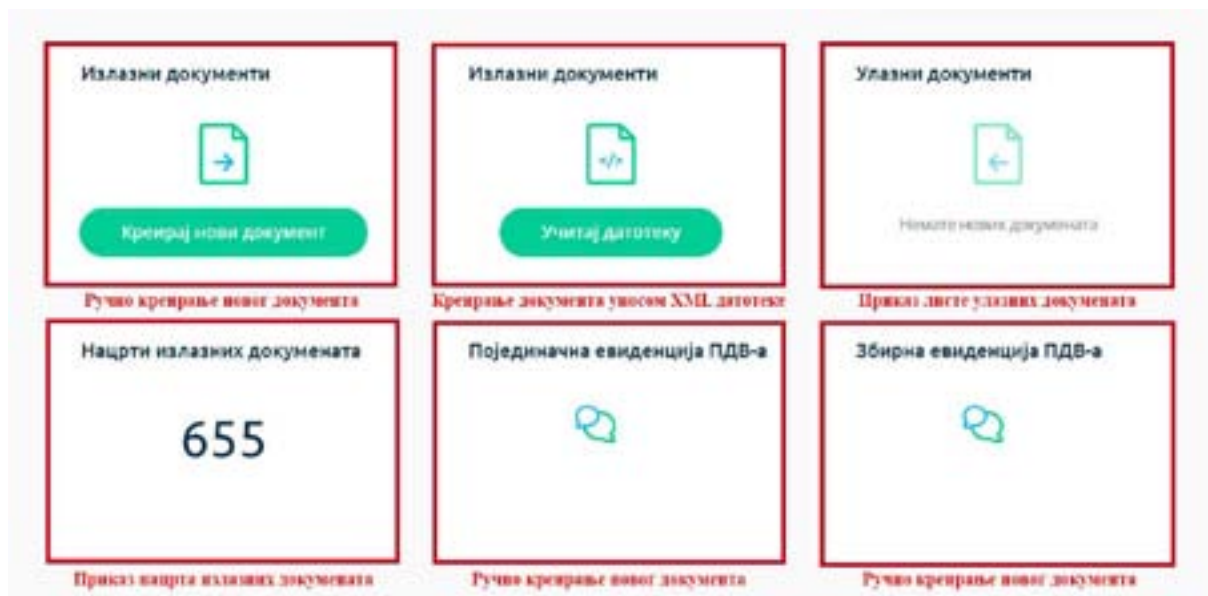 Излазни документи
Излазни документи
Улазни документи
</>
Креирај нови документ
Учитај датотеку
Немате нових докумената
Ручно креирање новог документа
Креирање документа уносом XML датотеке
Приказ листе улазних докумената
Нацрти излазних докумената
Појединачна евиденција ПДВ-а
Збирна евиденција ПДВ-а
655
Приказ нацрта излазних докумената
Ручно креирање новог документа
Ручно креирање новог документа